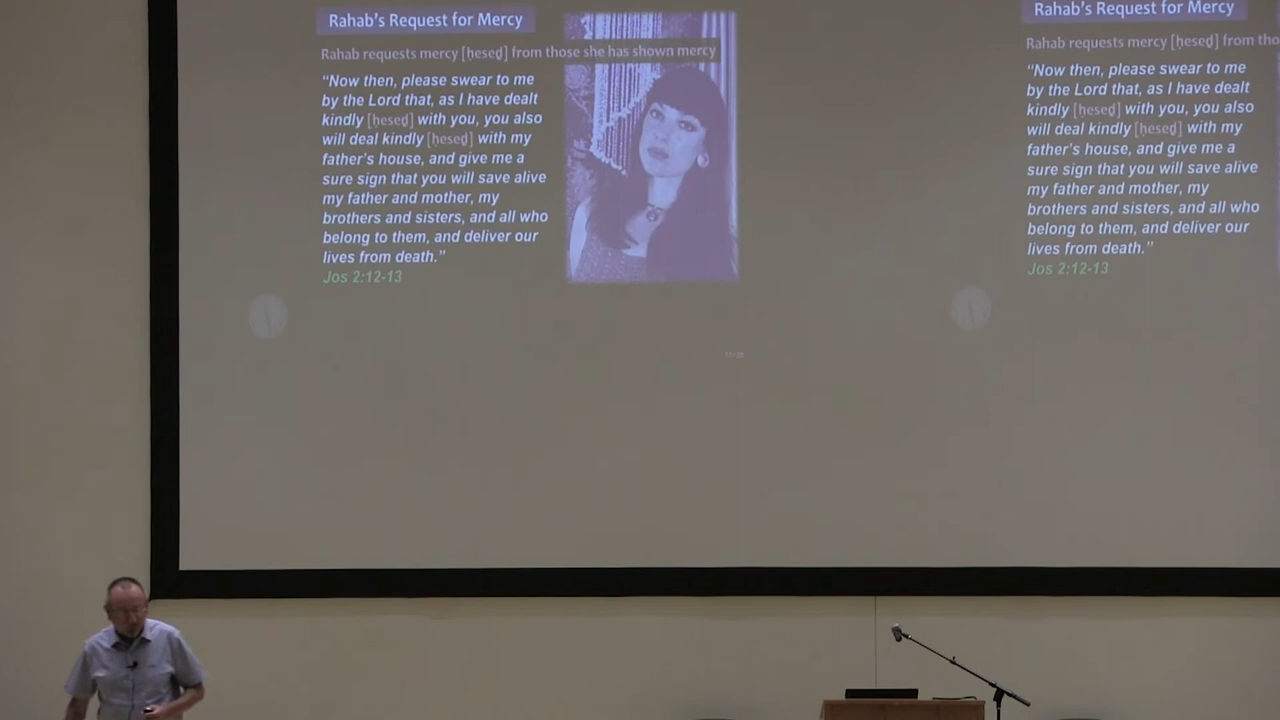 Rahab's Request for Mercy
Rahab requests mercy [ḥeseḏ] from those she has shown mercy
“Now then, please swear to me
by the Lord that, as I have dealt
kindly [ḥeseḏ] with you, you also
will deal kindly [ḥeseḏ] with my
father's house, and give me a
sure sign that you will save alive
my father and mother, my
brothers and sisters, and all who
belong to them, and deliver our
lives from death.”
Jos 2:12-13
Rahab's Request for Mercy
Rahab requests mercy [ḥeseḏ] from tho
“Now then, please swear to me
by the Lord that, as I have dealt
kindly [ḥeseḏ] with you, you also
will deal kindly [ḥeseḏ] with my
father's house, and give me a
sure sign that you will save alive
my father and mother, my
brothers and sisters, and all who
belong to them, and deliver our
lives from death.”
Jos 2:12-13